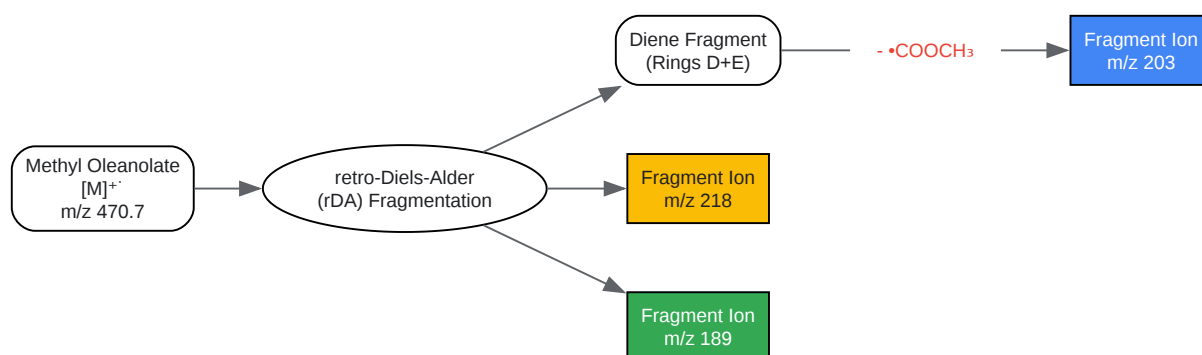 Methyl Oleanolate
[M]⁺˙
m/z 470.7
retro-Diels-Alder
(rDA) Fragmentation
Diene Fragment
(Rings D+E)
- •COOCH₃
Fragment Ion
m/z 203
Fragment Ion
m/z 218
Fragment Ion
m/z 189